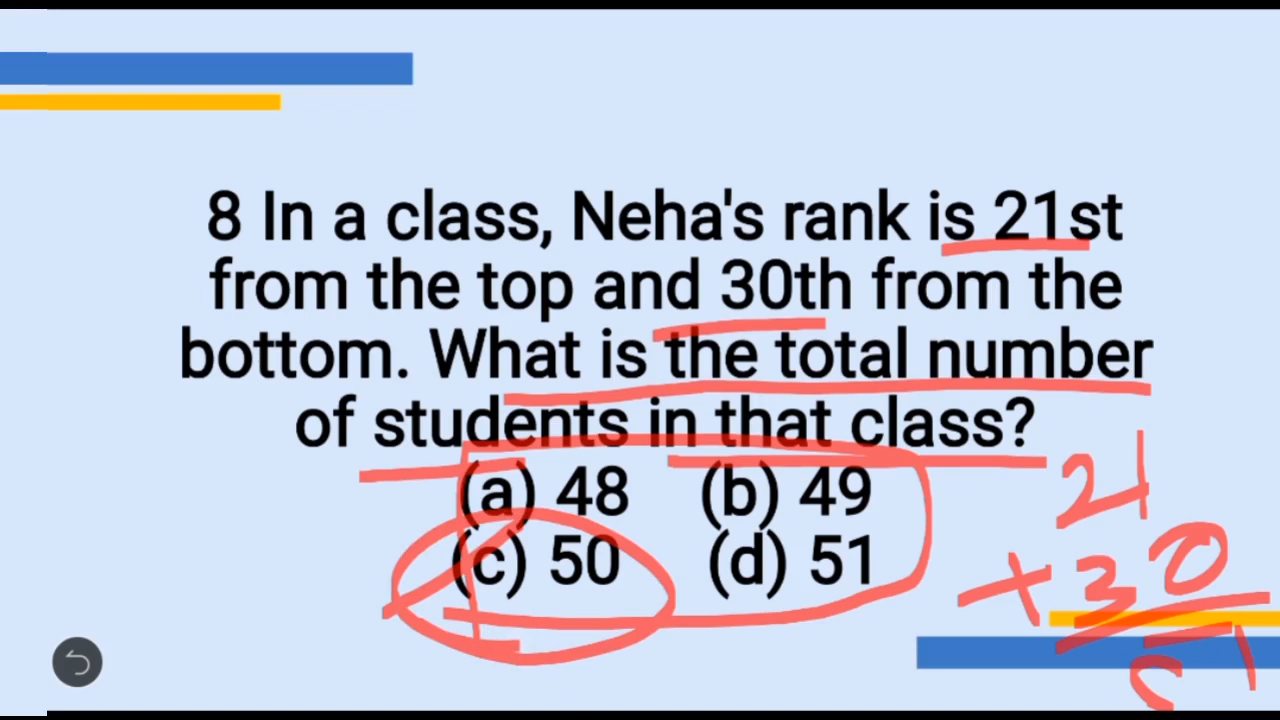 8 In a class, Neha's rank is 21st
from the top and 30th from the
bottom. What is the total number
of students in that class?
(a) 48 (b) 49
(c) 50 (d) 51
21
+30
51